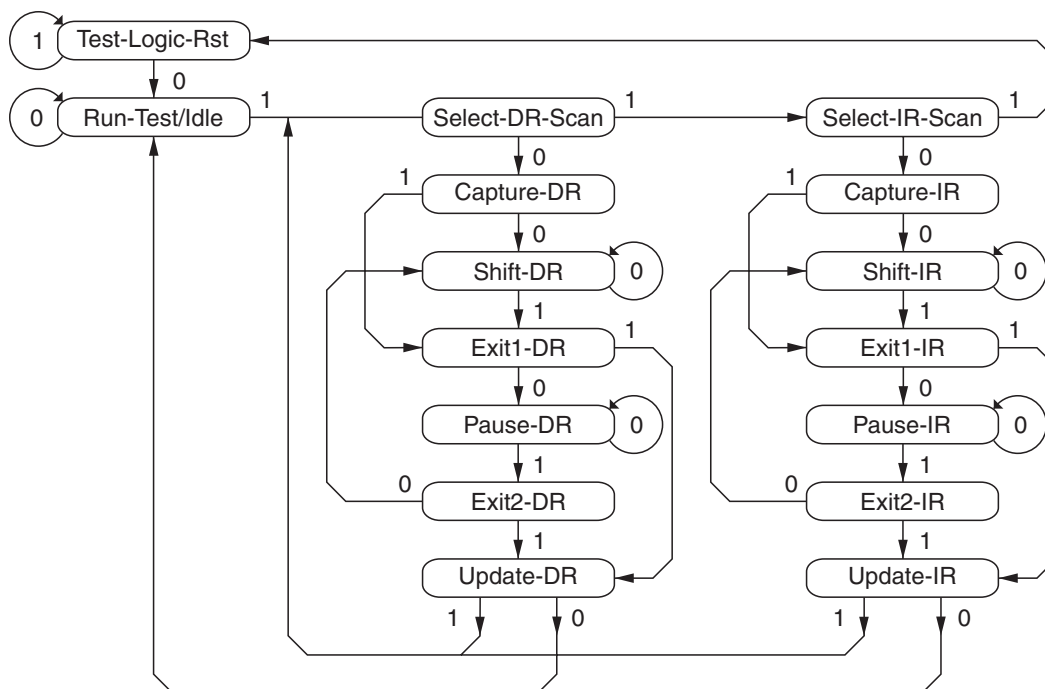 1 Test-Logic-Rst
0
0 Run-Test/Idle 1 Select-DR-Scan 1 Select-IR-Scan 1
0 0
1 Capture-DR 1 Capture-IR
0 0
Shift-DR 0 Shift-IR 0
1 1
Exit1-DR 1 Exit1-IR 1
0 0
Pause-DR 0 Pause-IR 0
1 1
0 Exit2-DR 0 Exit2-IR
1 1
Update-DR Update-IR
1 0 1 0